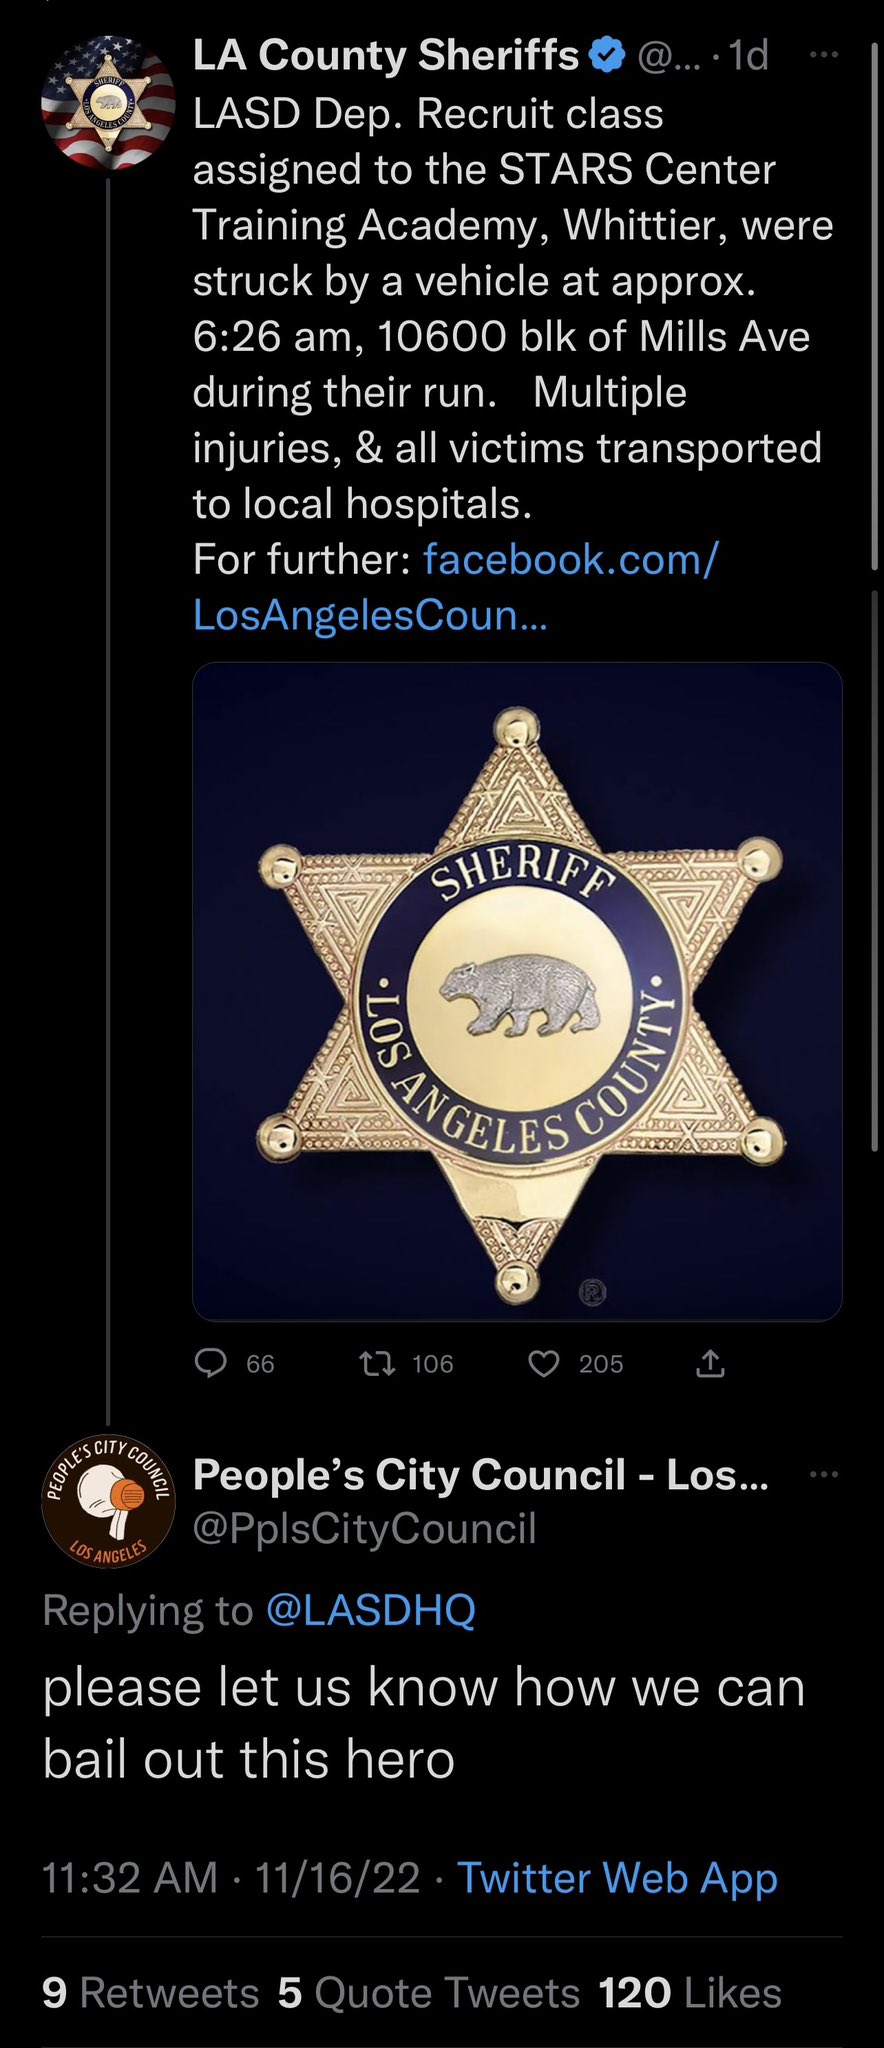 LA County Sheriffs @... · 1d ···
LASD Dep. Recruit class
assigned to the STARS Center
Training Academy, Whittier, were
struck by a vehicle at approx.
6:26 am, 10600 blk of Mills Ave
during their run.   Multiple
injuries, & all victims transported
to local hospitals.
For further: facebook.com/
LosAngelesCoun...
SHERIFF
· LOS ANGELES COUNTY ·
®
66 106 205
PEOPLE'S CITY COUNCIL
LOS ANGELES
People’s City Council - Los... ···
@PplsCityCouncil
Replying to @LASDHQ
please let us know how we can
bail out this hero
11:32 AM · 11/16/22 · Twitter Web App
9 Retweets 5 Quote Tweets 120 Likes